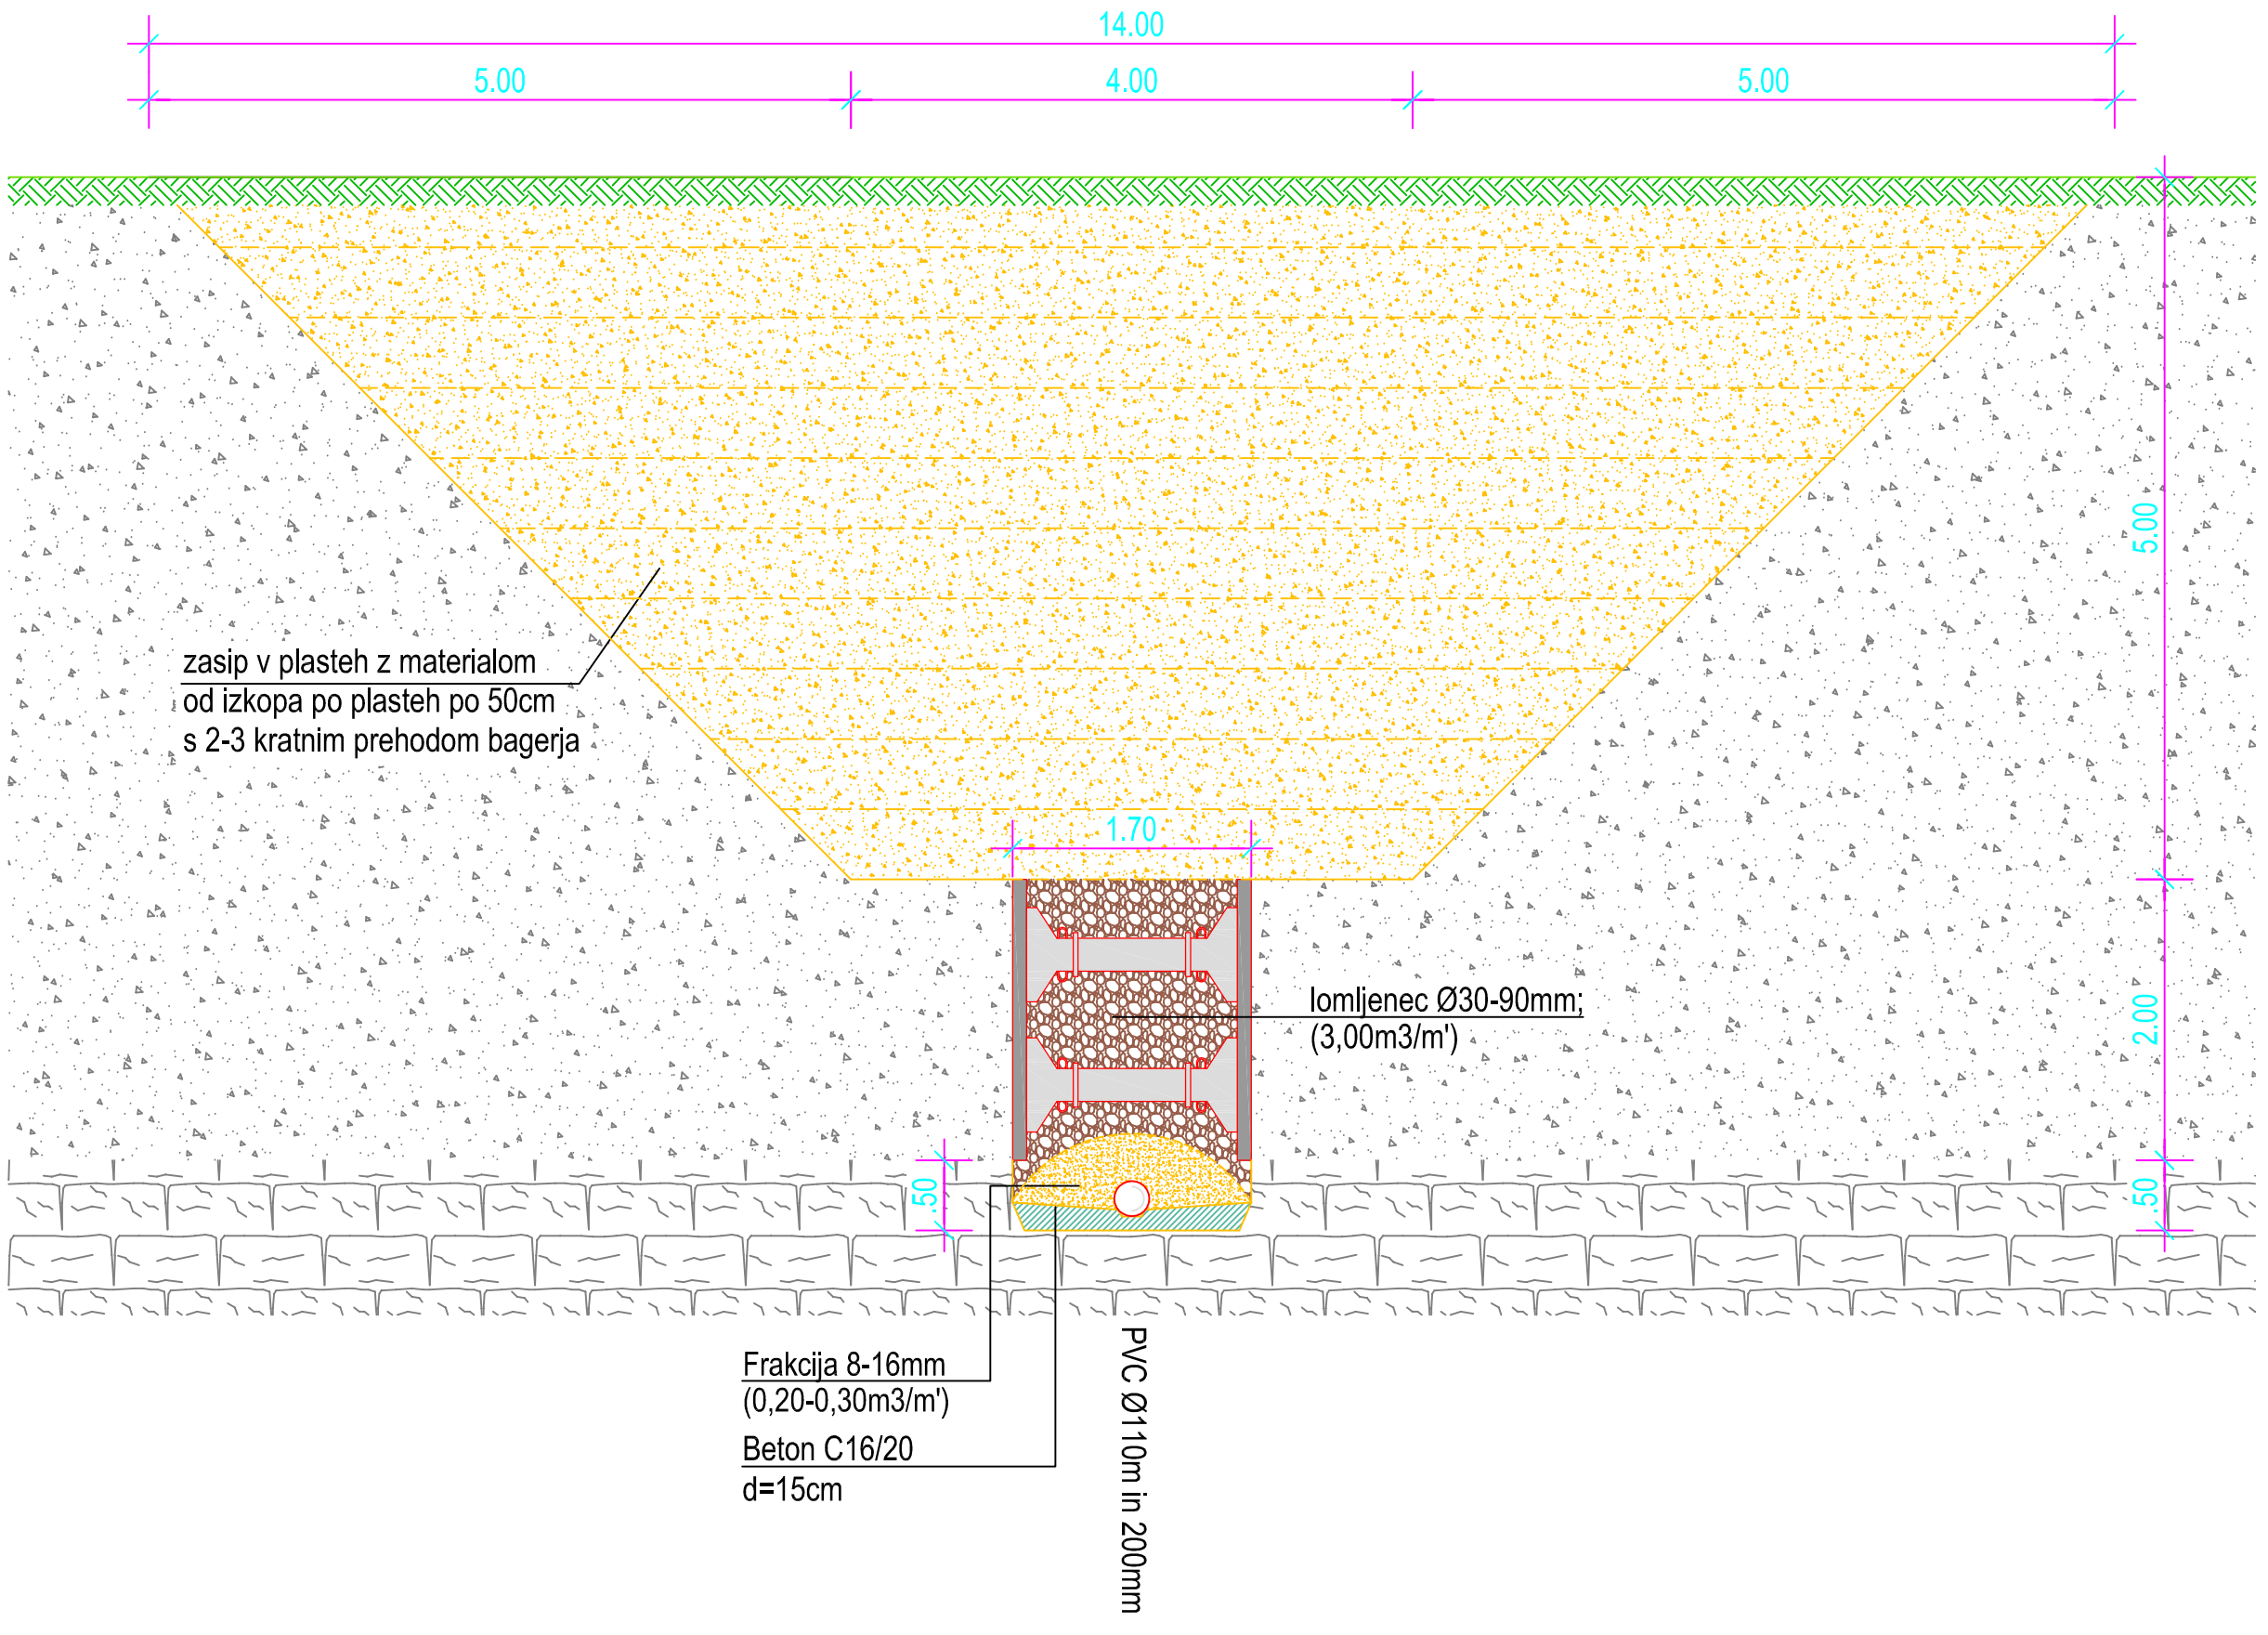 14.00
5.00
4.00
5.00
5.00
zasip v plasteh z materialom
od izkopa po plasteh po 50cm
s 2-3 kratnim prehodom bagerja
1.70
lomljenec Ø30-90mm;
(3,00m3/m')
2.00
.50
.50
Frakcija 8-16mm
(0,20-0,30m3/m')
Beton C16/20
d=15cm
PVC Ø110m in 200mm